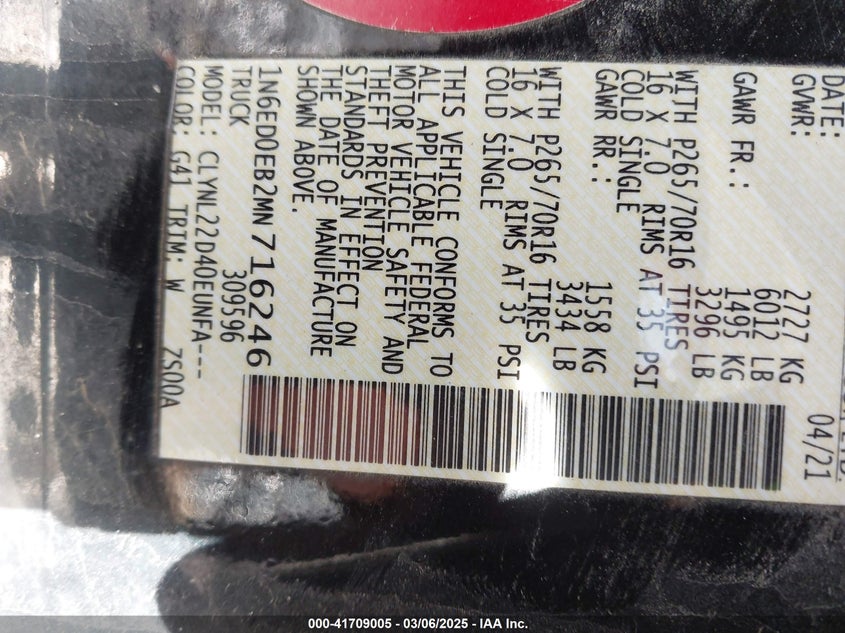 DATE: 04/21
GVWR: 2727 KG
6012 LB
GAWR FR.: 1495 KG
3296 LB
WITH P265/70R16 TIRES
16 X 7.0 RIMS AT 35 PSI
COLD SINGLE
GAWR RR.: 1558 KG
3434 LB
WITH P265/70R16 TIRES
16 X 7.0 RIMS AT 35 PSI
COLD SINGLE
THIS VEHICLE CONFORMS TO
ALL APPLICABLE FEDERAL
MOTOR VEHICLE SAFETY AND
THEFT PREVENTION
STANDARDS IN EFFECT ON
THE DATE OF MANUFACTURE
SHOWN ABOVE.
1N6ED0EB2MN716246
TRUCK 309596
MODEL: CLYNL22D40EUNFA---
COLOR: G41 TRIM: W ZS00A
000-41709005 - 03/06/2025 - IAA Inc.